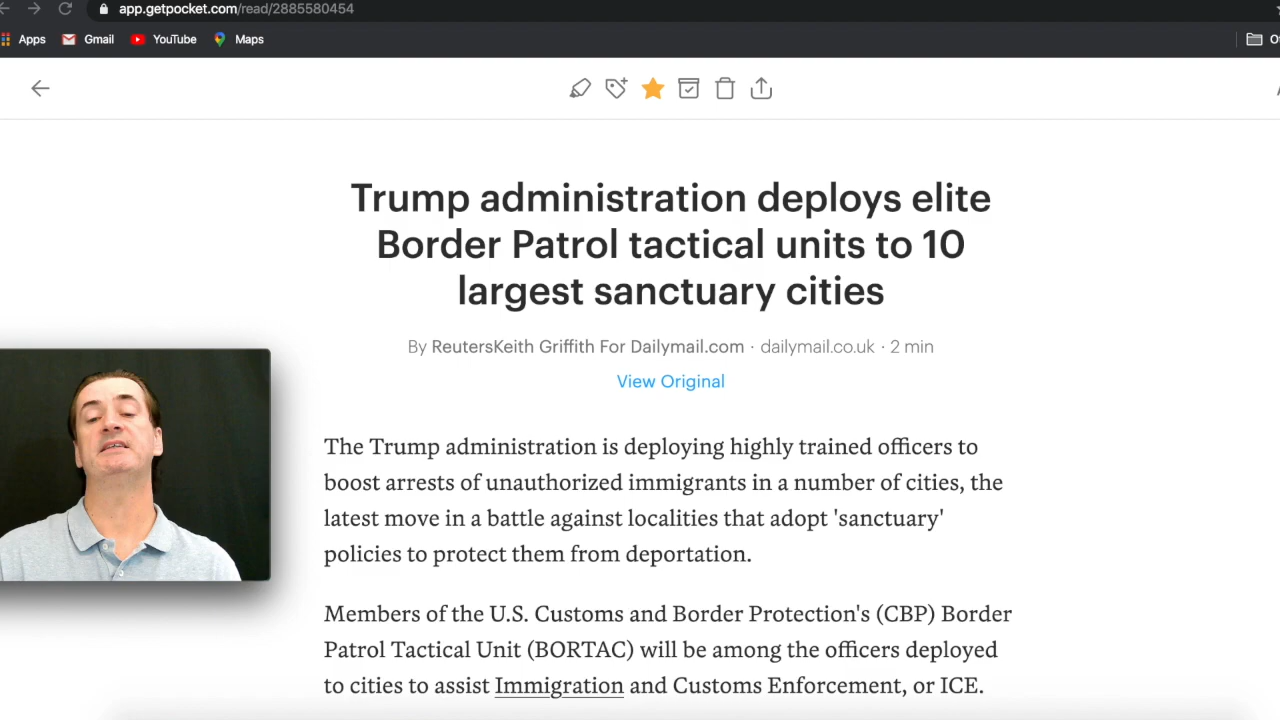 app.getpocket.com/read/2885580454
Apps Gmail YouTube Maps
Trump administration deploys elite
Border Patrol tactical units to 10
largest sanctuary cities
By ReutersKeith Griffith For Dailymail.com · dailymail.co.uk · 2 min
View Original
The Trump administration is deploying highly trained officers to
boost arrests of unauthorized immigrants in a number of cities, the
latest move in a battle against localities that adopt 'sanctuary'
policies to protect them from deportation.
Members of the U.S. Customs and Border Protection's (CBP) Border
Patrol Tactical Unit (BORTAC) will be among the officers deployed
to cities to assist Immigration and Customs Enforcement, or ICE.